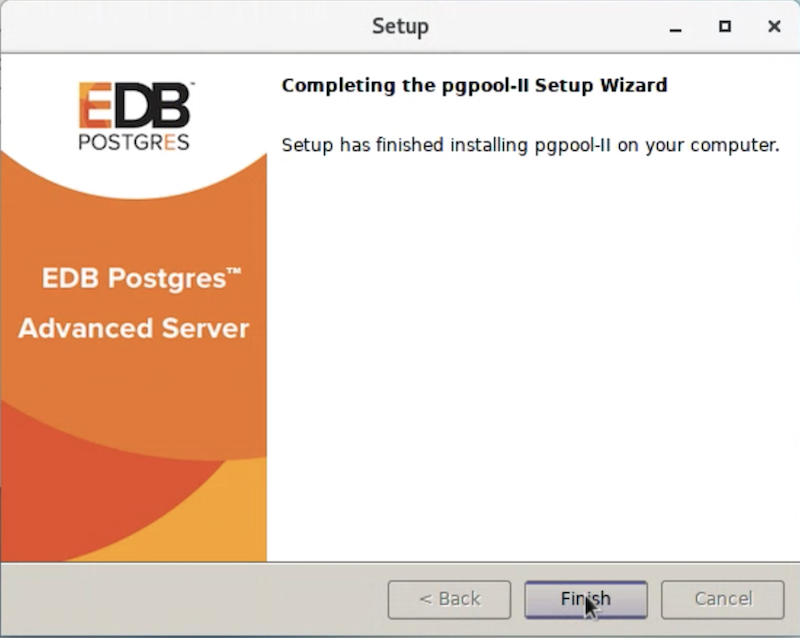 Setup
EDB™
POSTGRES
EDB Postgres™
Advanced Server
Completing the pgpool-II Setup Wizard
Setup has finished installing pgpool-II on your computer.
< Back
Finish
Cancel